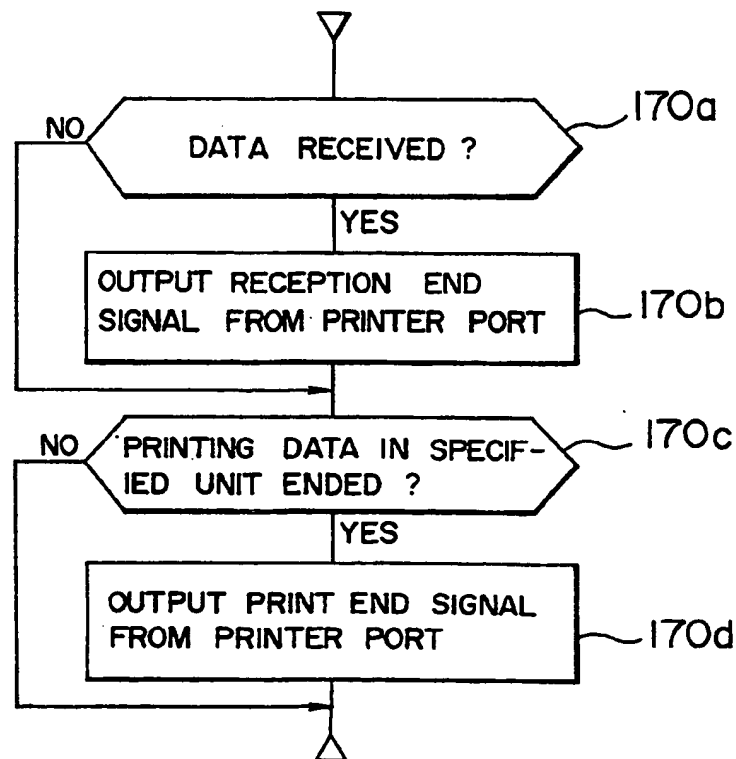 170a
NO
DATA RECEIVED ?
YES
OUTPUT RECEPTION END
SIGNAL FROM PRINTER PORT
170b
NO
PRINTING DATA IN SPECIF-
IED UNIT ENDED ?
170c
YES
OUTPUT PRINT END SIGNAL
FROM PRINTER PORT
170d